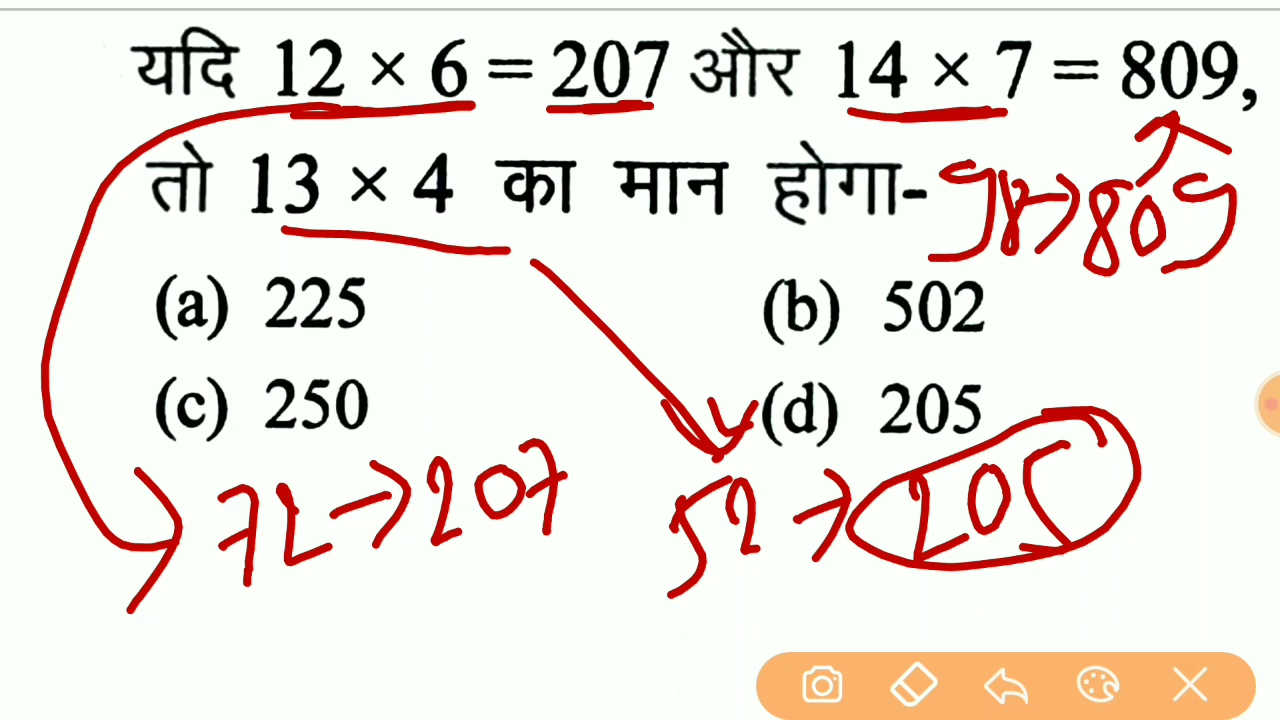 यदि 12 × 6 = 207 और 14 × 7 = 809,
तो 13 × 4 का मान होगा- 98→809
(a) 225 (b) 502
(c) 250 (d) 205
72→207 52→205